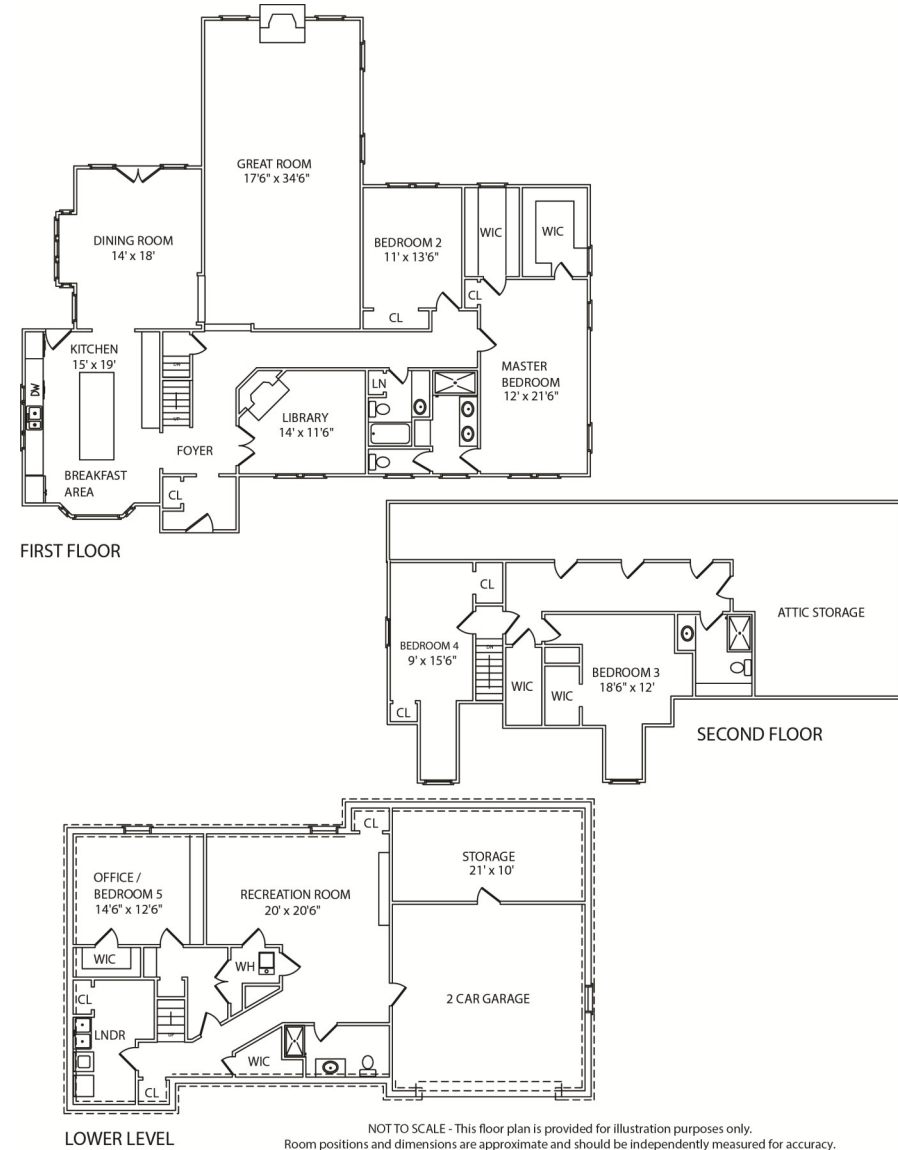 GREAT ROOM
17'6" x 34'6"
DINING ROOM
14' x 18'
BEDROOM 2
11' x 13'6"
WIC
WIC
CL
CL
KITCHEN
15' x 19'
DW
DW
UP
LN
LIBRARY
14' x 11'6"
MASTER
BEDROOM
12' x 21'6"
FOYER
BREAKFAST
AREA
CL
FIRST FLOOR
CL
BEDROOM 4
9' x 15'6"
DN
WIC
WIC
BEDROOM 3
18'6" x 12'
ATTIC STORAGE
CL
SECOND FLOOR
CL
STORAGE
21' x 10'
OFFICE /
BEDROOM 5
14'6" x 12'6"
RECREATION ROOM
20' x 20'6"
WIC
WH
CL
LNDR
UP
2 CAR GARAGE
WIC
CL
LOWER LEVEL
NOT TO SCALE - This floor plan is provided for illustration purposes only.
Room positions and dimensions are approximate and should be independently measured for accuracy.